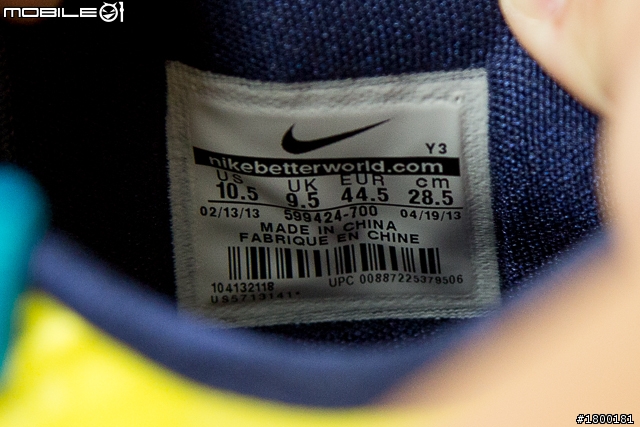 MOBILE01
Y3
nikebetterworld.com
US UK EUR cm
10.5 9.5 44.5 28.5
02/13/13 599424-700 04/19/13
MADE IN CHINA
FABRIQUE EN CHINE
104132118 UPC 00887225379506
US5713141*
#1800181